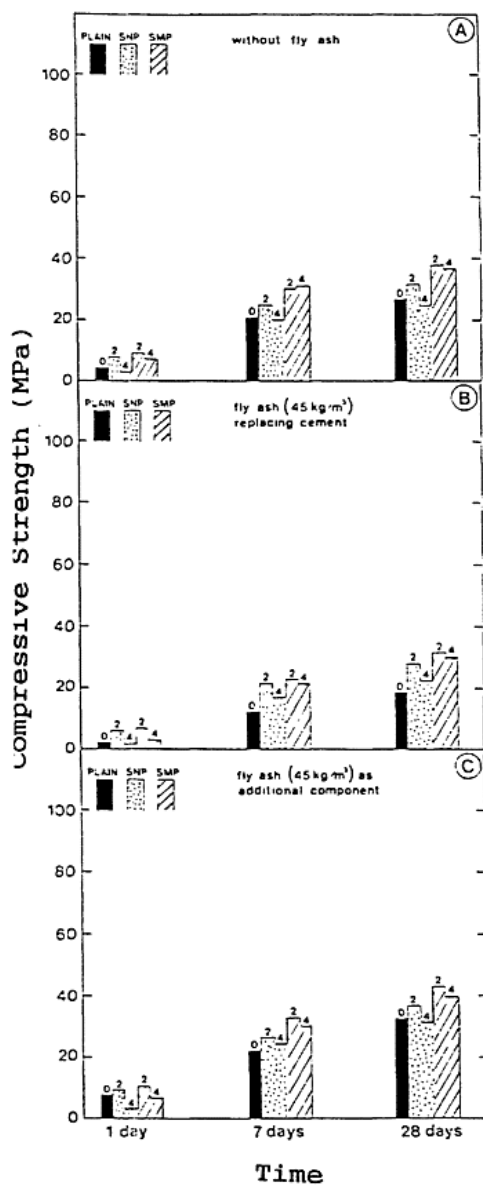 Compressive Strength (MPa)
A
PLAIN SNP SMP
without fly ash
100
80
60
40
20
0
0 2 4 2 4
0 2 4 2 4
0 2 4 2 4
B
PLAIN SNP SMP
fly ash (45 kg·m³)
replacing cement
100
80
60
40
20
0
0 2 4 2 4
0 2 4 2 4
0 2 4 2 4
C
PLAIN SNP SMP
fly ash (45 kg·m³) as
additional component
100
80
60
40
20
0
0 2 4 2 4
0 2 4 2 4
0 2 4 2 4
1 day 7 days 28 days
Time